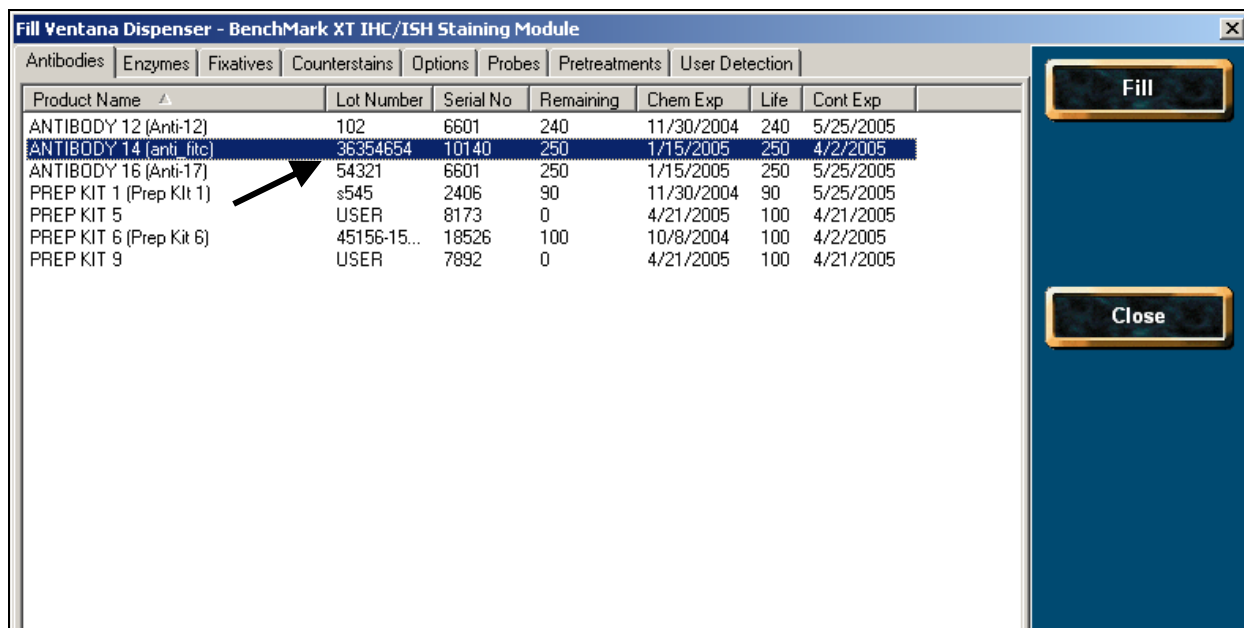 Fill Ventana Dispenser - BenchMark XT IHC/ISH Staining Module
Antibodies Enzymes Fixatives Counterstains Options Probes Pretreatments User Detection
Product Name Lot Number Serial No Remaining Chem Exp Life Cont Exp
ANTIBODY 12 (Anti-12) 102 6601 240 11/30/2004 240 5/25/2005
ANTIBODY 14 (anti_fitc) 36354654 10140 250 1/15/2005 250 4/2/2005
ANTIBODY 16 (Anti-17) 54321 6601 250 1/15/2005 250 5/25/2005
PREP KIT 1 (Prep KIt 1) s545 2406 90 11/30/2004 90 5/25/2005
PREP KIT 5 USER 8173 0 4/21/2005 100 4/21/2005
PREP KIT 6 (Prep Kit 6) 45156-15... 18526 100 10/8/2004 100 4/2/2005
PREP KIT 9 USER 7892 0 4/21/2005 100 4/21/2005
Fill
Close